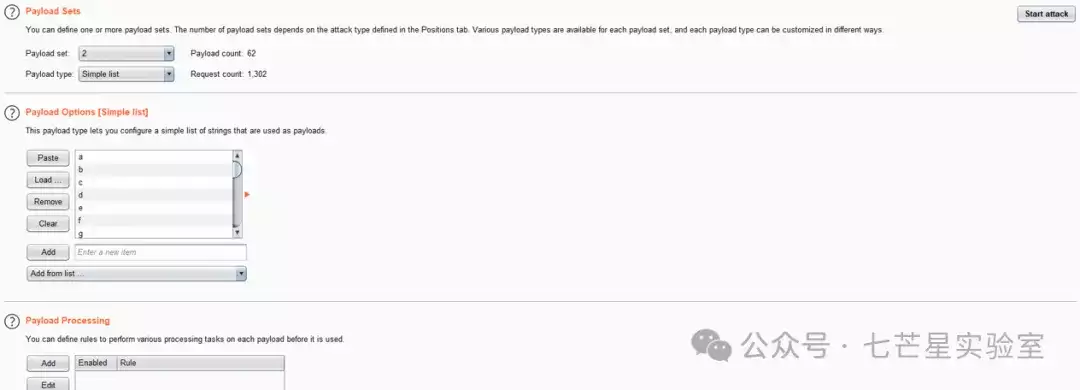 Payload Sets
Start attack
You can define one or more payload sets. The number of payload sets depends on the attack type defined in the Positions tab. Various payload types are available for each payload set, and each payload type can be customized in different ways.
Payload set: 2 Payload count: 62
Payload type: Simple list Request count: 1,302
Payload Options [Simple list]
This payload type lets you configure a simple list of strings that are used as payloads.
Paste
Load ...
Remove
Clear
a
b
c
d
e
f
g
Add Enter a new item
Add from list ...
Payload Processing
You can define rules to perform various processing tasks on each payload before it is used.
Add Enabled Rule
Edit
公众号 · 七芒星实验室